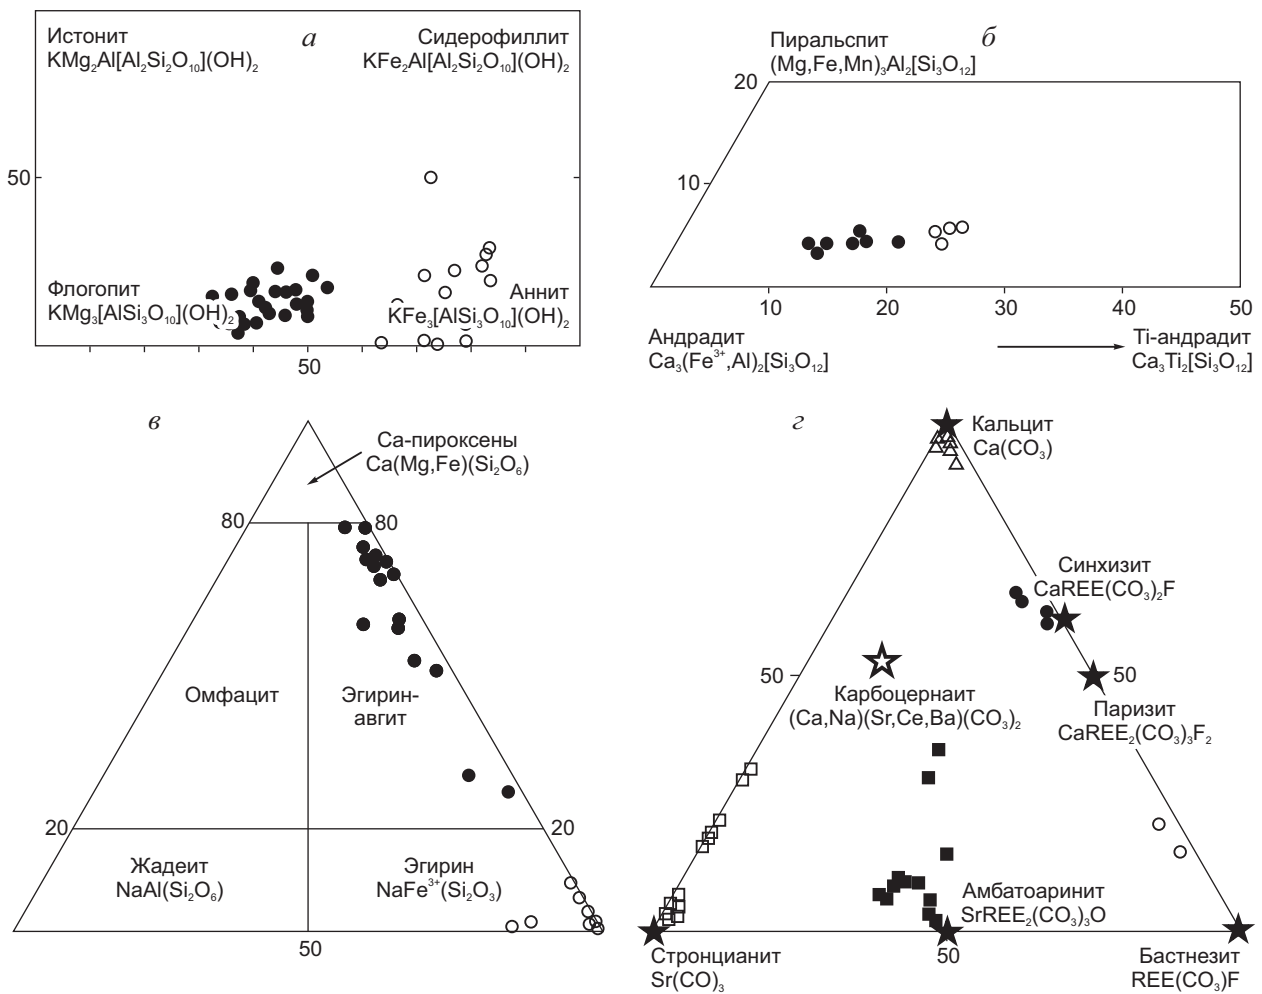 а
Истонит
KMg₂Al[Al₂Si₂O₁₀](OH)₂
Сидерофиллит
KFe₂Al[Al₂Si₂O₁₀](OH)₂
50
Флогопит
KMg₃[AlSi₃O₁₀](OH)₂
Аннит
KFe₃[AlSi₃O₁₀](OH)₂
50
б
Пиральспит
(Mg,Fe,Mn)₃Al₂[Si₃O₁₂]
20
10
10 20 30 40 50
Андрадит
Ca₃(Fe³⁺,Al)₂[Si₃O₁₂]
Ti-андрадит
Ca₃Ti₂[Si₃O₁₂]
в
Ca-пироксены
Ca(Mg,Fe)(Si₂O₆)
80 80
Омфацит
Эгирин-
авгит
20 20
Жадеит
NaAl(Si₂O₆)
Эгирин
NaFe³⁺(Si₂O₃)
50
г
Кальцит
Ca(CO₃)
Синхизит
CaREE(CO₃)₂F
50 50
Карбоцернаит
(Ca,Na)(Sr,Ce,Ba)(CO₃)₂
Паризит
CaREE₂(CO₃)₃F₂
Амбатоаринит
SrREE₂(CO₃)₃O
Стронцианит
Sr(CO)₃
50
Бастнезит
REE(CO₃)F